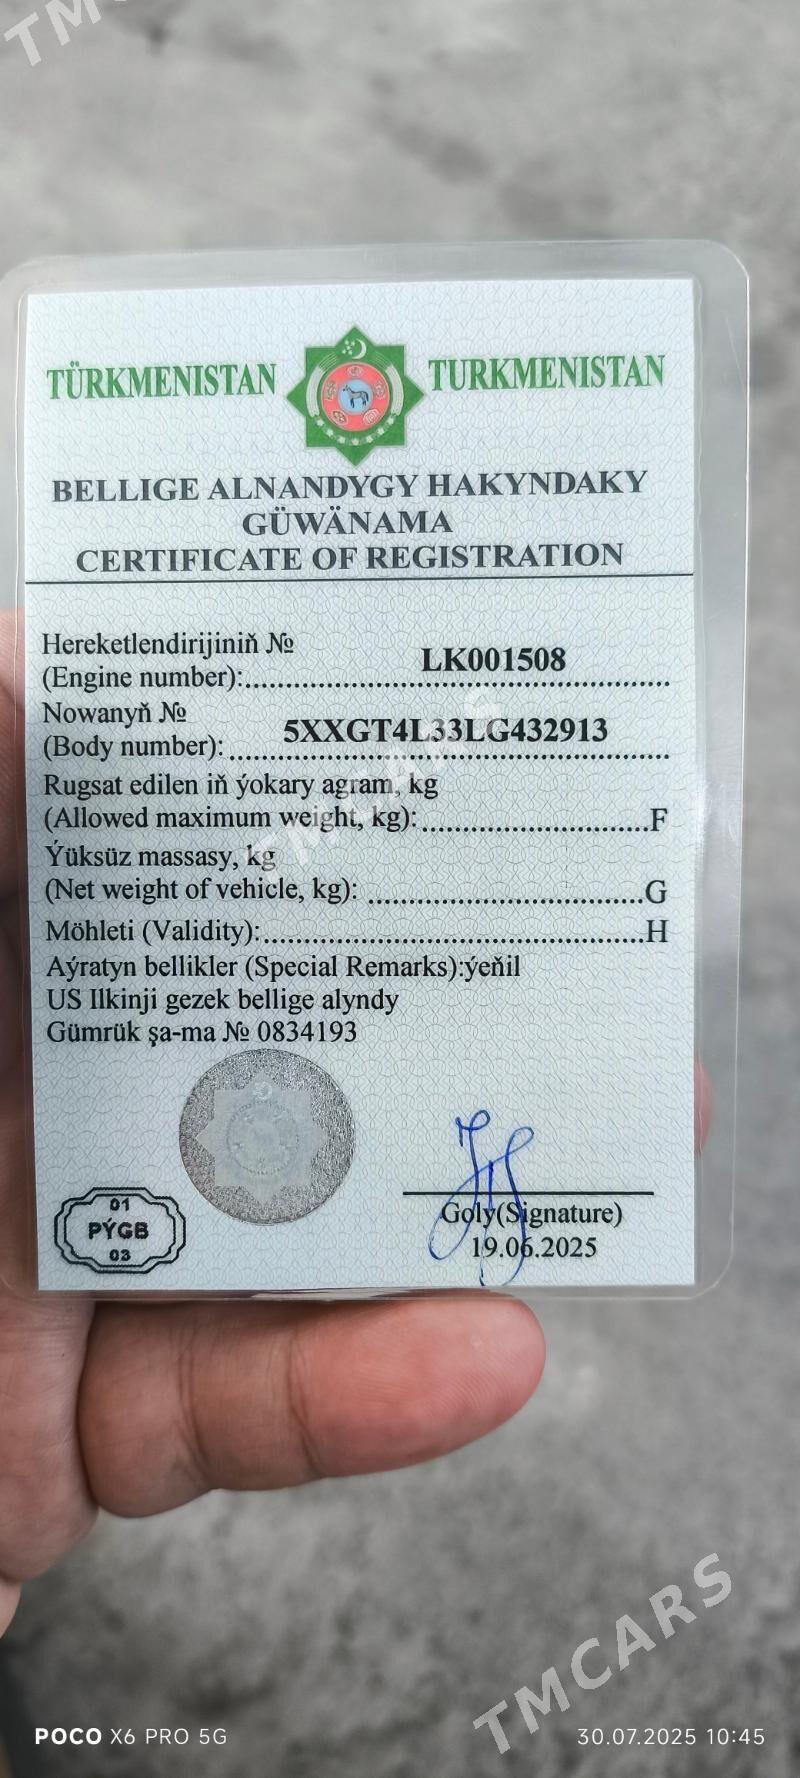 TMCARS
TÜRKMENISTAN TURKMENISTAN
BELLIGE ALNANDYGY HAKYNDAKY
GÜWÄNAMA
CERTIFICATE OF REGISTRATION
Hereketlendirijiniň №
(Engine number):........LK001508
Nowanyň №
(Body number):........5XXGT4L33LG432913
Rugsat edilen iň ýokary agram, kg
(Allowed maximum weight, kg):........F
Ýüksüz massasy, kg
(Net weight of vehicle, kg):........G
Möhleti (Validity):........H
Aýratyn bellikler (Special Remarks):ýeňil
US Ilkinji gezek bellige alyndy
Gümrük şa-ma № 0834193
01
PÝGB
03
Goly(Signature)
19.06.2025
TMCARS
TMCARS
POCO X6 PRO 5G
30.07.2025 10:45